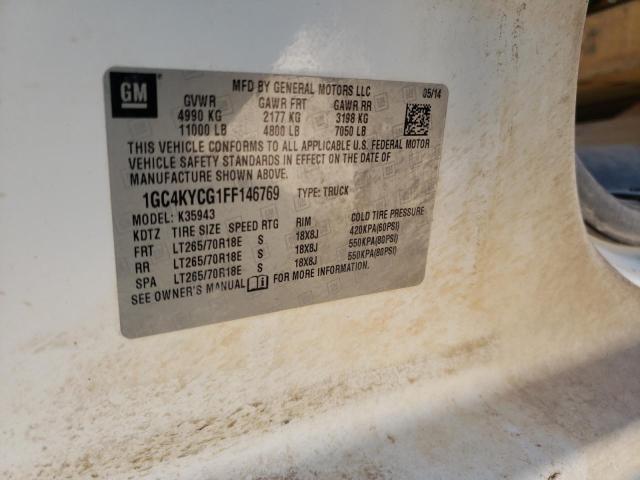 GM
MFD BY GENERAL MOTORS LLC
05/14
GVWR GAWR FRT GAWR RR
4990 KG 2177 KG 3198 KG
11000 LB 4800 LB 7050 LB
THIS VEHICLE CONFORMS TO ALL APPLICABLE U.S. FEDERAL MOTOR
VEHICLE SAFETY STANDARDS IN EFFECT ON THE DATE OF
MANUFACTURE SHOWN ABOVE.
1GC4KYCG1FF146769 TYPE: TRUCK
MODEL: K35943
KDTZ TIRE SIZE SPEED RTG RIM COLD TIRE PRESSURE
FRT LT265/70R18E S 18X8J 420KPA(60PSI)
RR LT265/70R18E S 18X8J 550KPA(80PSI)
SPA LT265/70R18E S 18X8J 550KPA(80PSI)
SEE OWNER'S MANUAL FOR MORE INFORMATION.